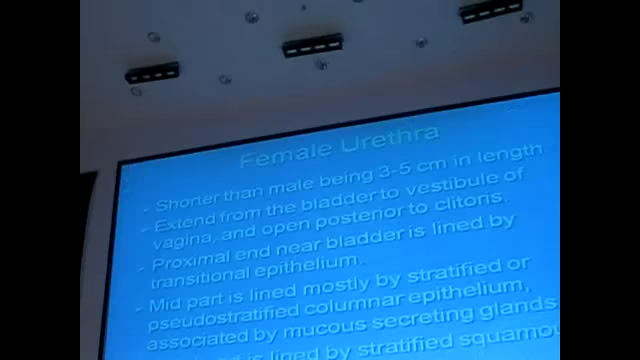 Female Urethra
Shorter than male being 3-5 cm in length
Extend from the bladder to vestibule of
vagina, and open posterior to clitoris.
Proximal end near bladder is lined by
transitional epithelium.
Mid part is lined mostly by stratified or
pseudostratified columnar epithelium,
associated by mucous secreting glands
is lined by stratified squamou